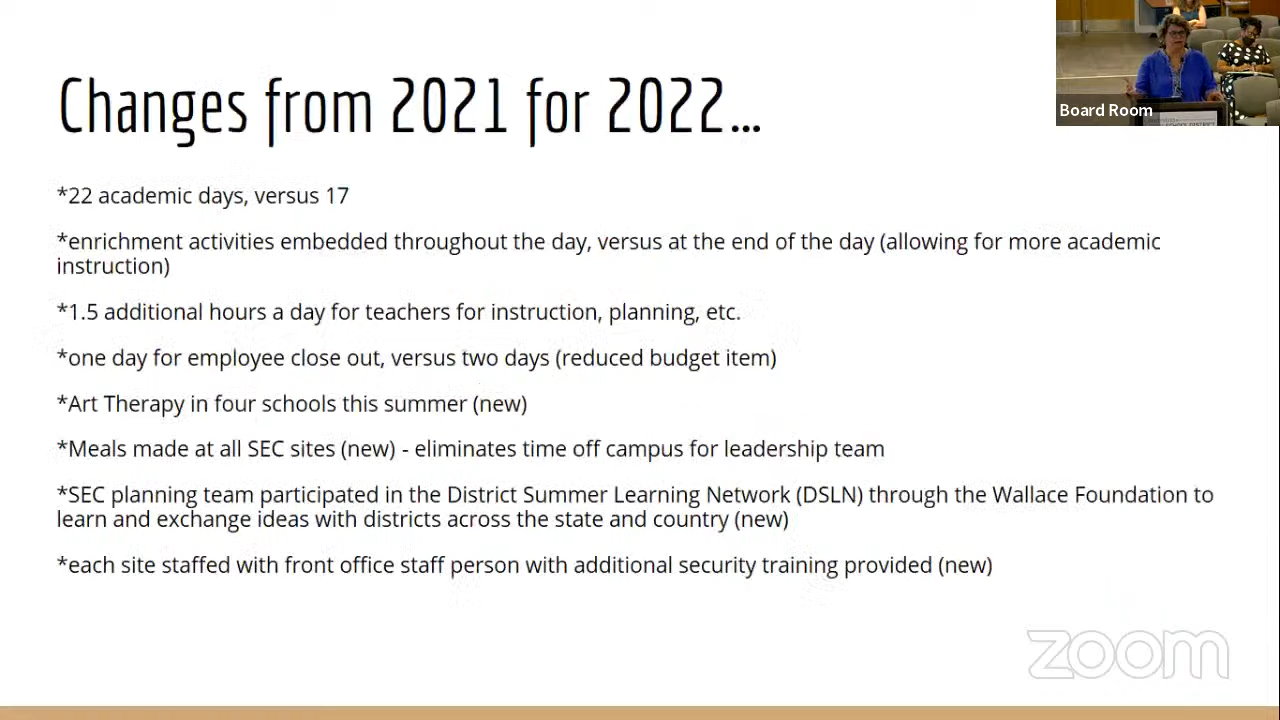 Changes from 2021 for 2022...
Board Room
*22 academic days, versus 17
*enrichment activities embedded throughout the day, versus at the end of the day (allowing for more academic
instruction)
*1.5 additional hours a day for teachers for instruction, planning, etc.
*one day for employee close out, versus two days (reduced budget item)
*Art Therapy in four schools this summer (new)
*Meals made at all SEC sites (new) - eliminates time off campus for leadership team
*SEC planning team participated in the District Summer Learning Network (DSLN) through the Wallace Foundation to
learn and exchange ideas with districts across the state and country (new)
*each site staffed with front office staff person with additional security training provided (new)
zoom